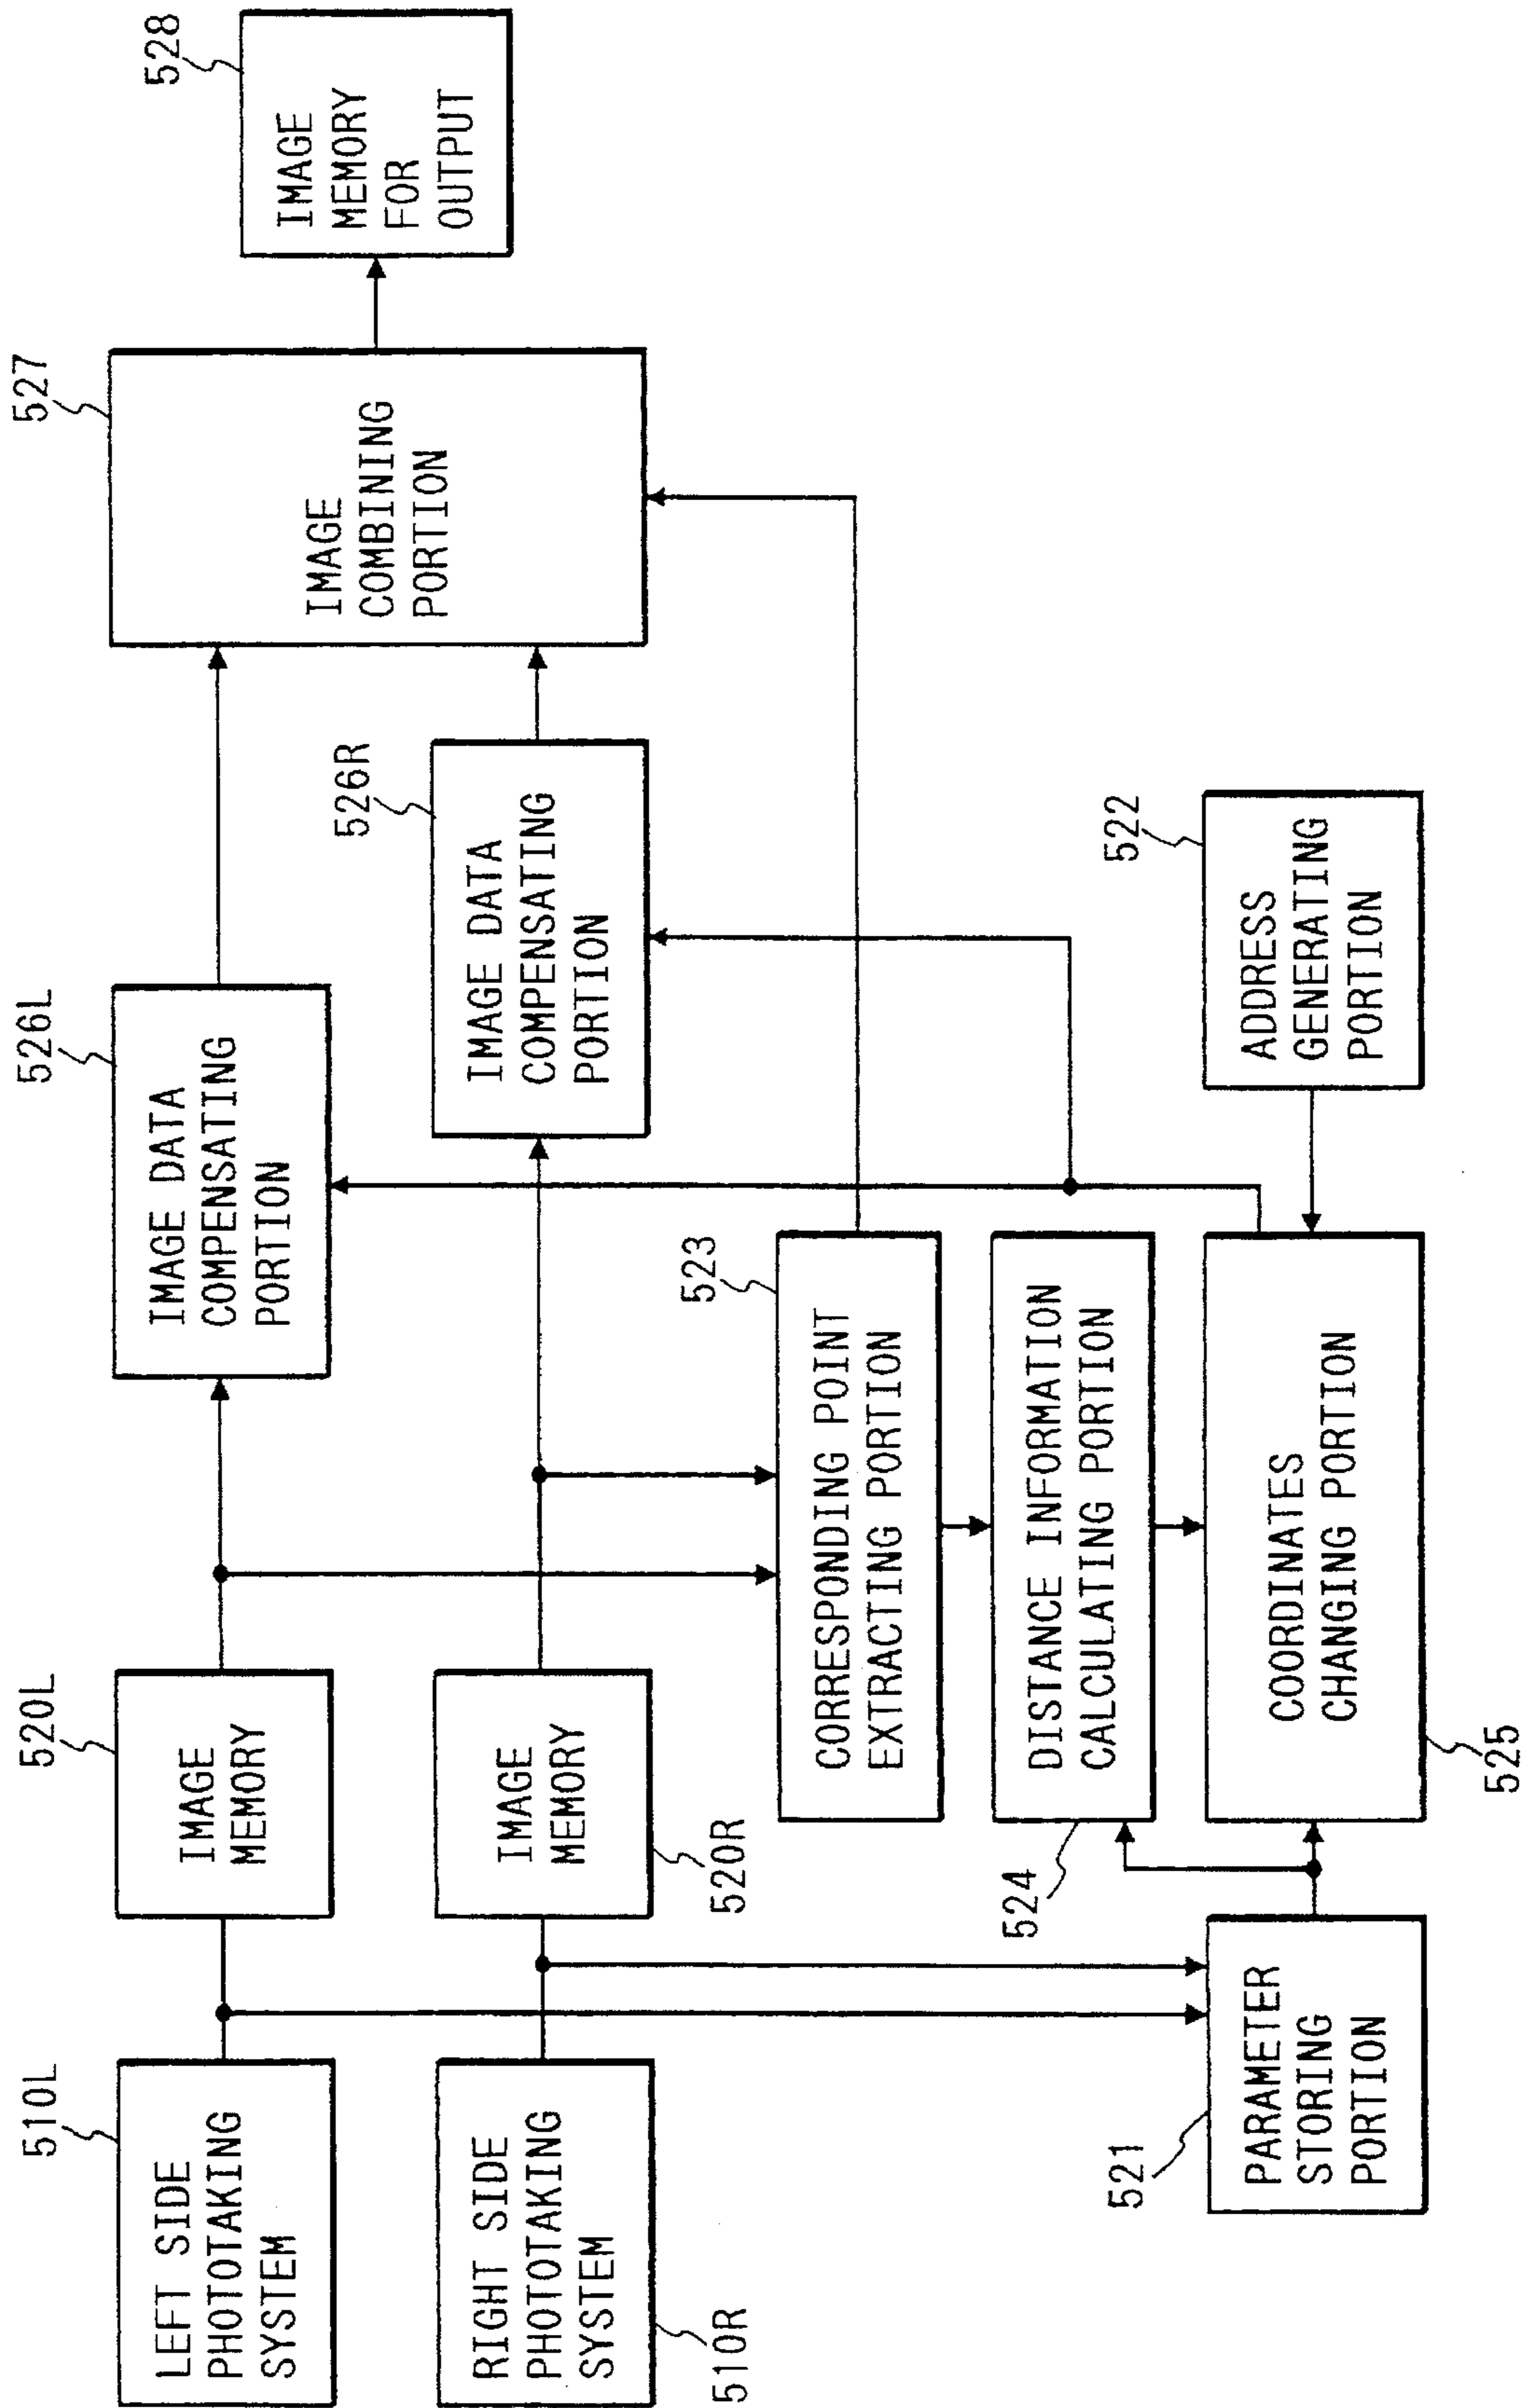 510L
LEFT SIDE
PHOTOTAKING
SYSTEM
520L
IMAGE
MEMORY
526L
IMAGE DATA
COMPENSATING
PORTION
527
IMAGE
COMBINING
PORTION
528
IMAGE
MEMORY
FOR
OUTPUT
RIGHT SIDE
PHOTOTAKING
SYSTEM
510R
IMAGE
MEMORY
520R
526R
IMAGE DATA
COMPENSATING
PORTION
523
CORRESPONDING POINT
EXTRACTING PORTION
524
DISTANCE INFORMATION
CALCULATING PORTION
521
PARAMETER
STORING
PORTION
COORDINATES
CHANGING PORTION
525
522
ADDRESS
GENERATING
PORTION